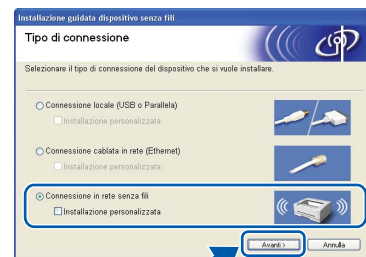 Installazione guidata dispositivo senza fili
Tipo di connessione
Selezionare il tipo di connessione del dispositivo che si vuole installare.
Connessione locale (USB o Parallela)
Installazione personalizzata
Connessione cablata in rete (Ethernet)
Installazione personalizzata
Connessione in rete senza fili
Installazione personalizzata
Avanti > Annulla